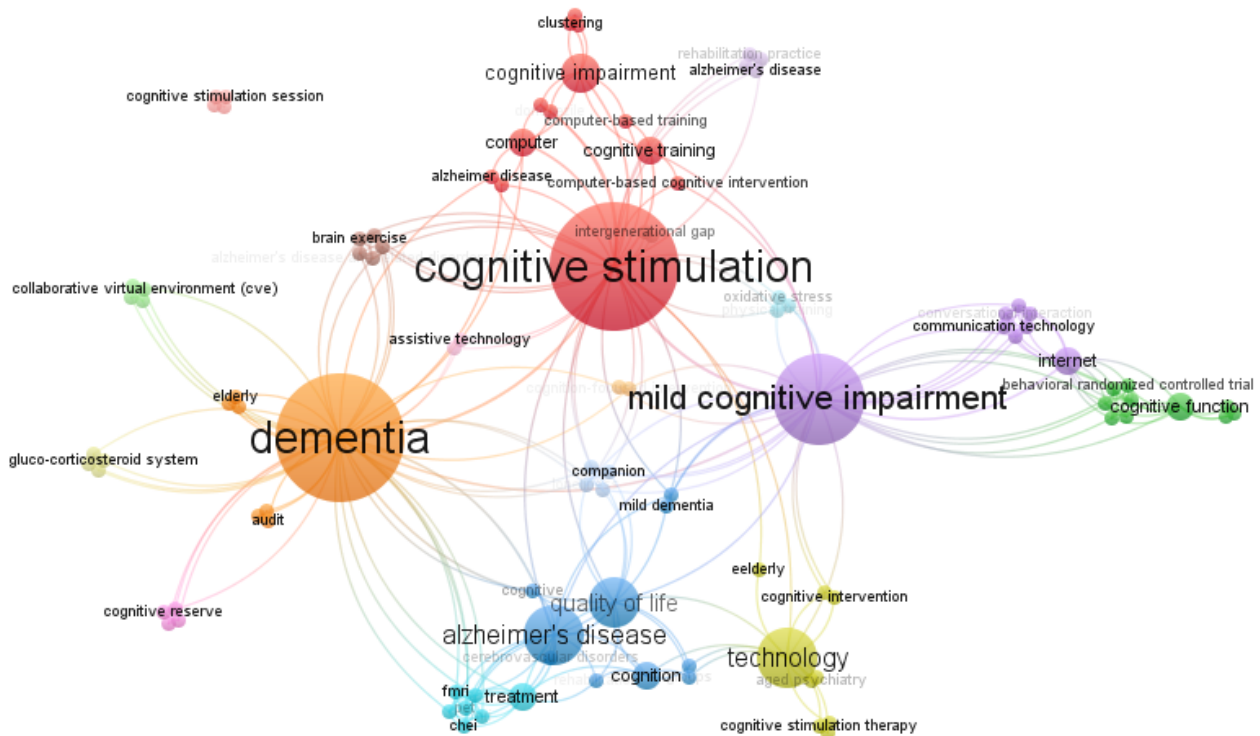 clustering
rehabilitation practice
cognitive impairment
alzheimer's disease
cognitive stimulation session
computer-based training
computer
cognitive training
alzheimer disease
computer-based cognitive intervention
intergenerational gap
brain exercise
cognitive stimulation
collaborative virtual environment (cve)
oxidative stress
physical training
conversational interaction
communication technology
assistive technology
internet
behavioral randomized controlled trial
elderly
mild cognitive impairment
cognitive function
dementia
gluco-corticosteroid system
companion
mild dementia
audit
eelderly
cognitive
cognitive intervention
quality of life
cognitive reserve
alzheimer's disease
cerebrovascular disorders
technology
cognition
aged psychiatry
fmri
treatment
pet
chei
cognitive stimulation therapy